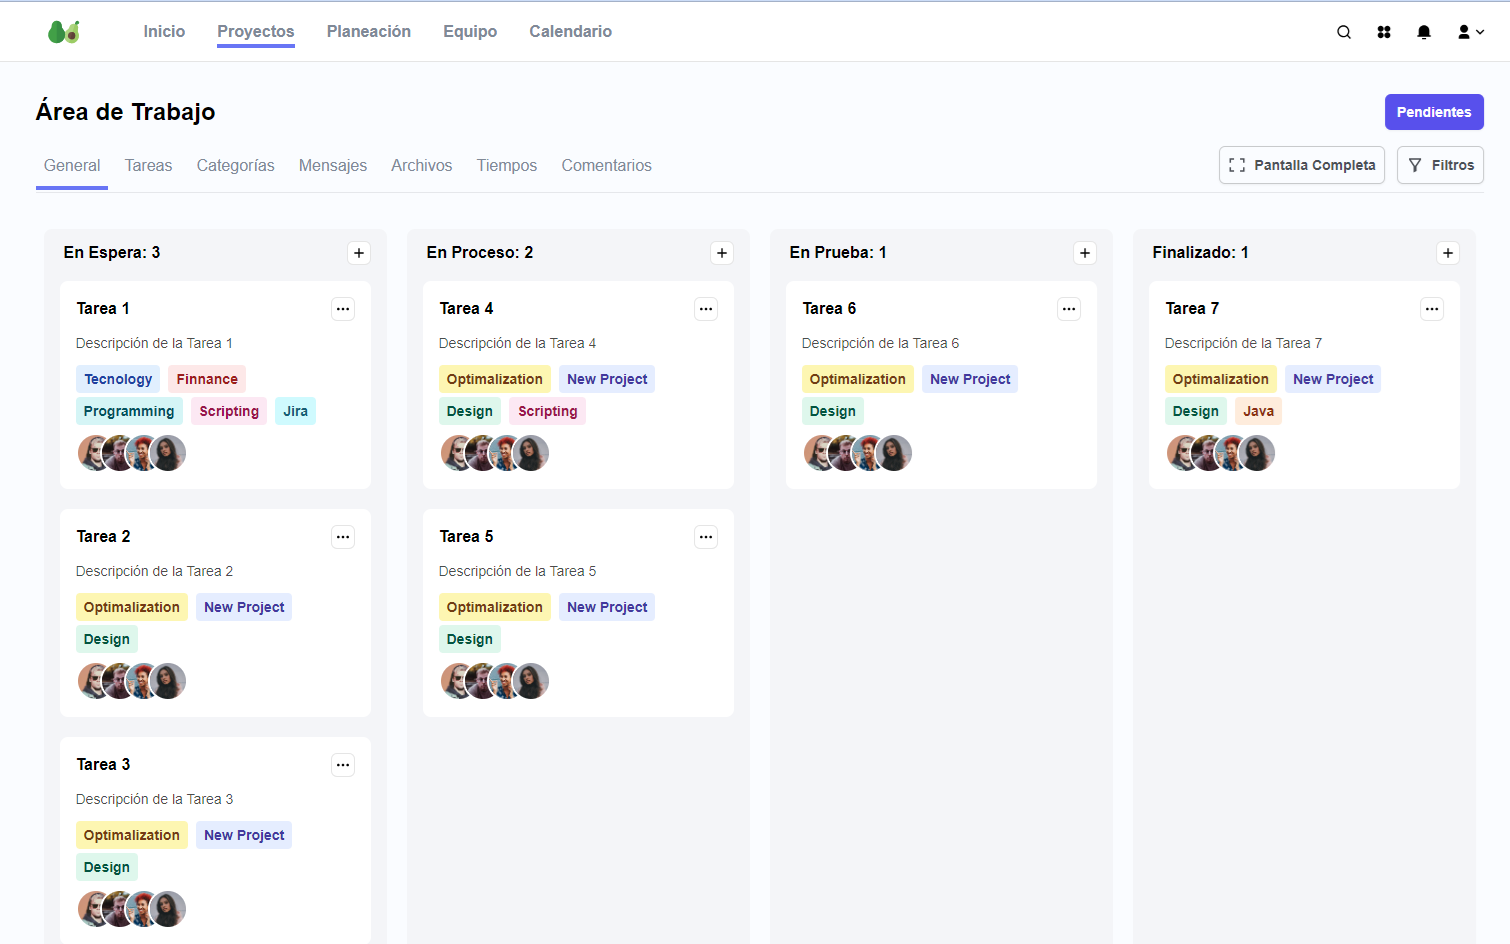 Inicio Proyectos Planeación Equipo Calendario
Área de Trabajo
Pendientes
General Tareas Categorías Mensajes Archivos Tiempos Comentarios
Pantalla Completa Filtros
En Espera: 3
Tarea 1
Descripción de la Tarea 1
Tecnology Finnance
Programming Scripting Jira
Tarea 2
Descripción de la Tarea 2
Optimalization New Project
Design
Tarea 3
Descripción de la Tarea 3
Optimalization New Project
Design
En Proceso: 2
Tarea 4
Descripción de la Tarea 4
Optimalization New Project
Design Scripting
Tarea 5
Descripción de la Tarea 5
Optimalization New Project
Design
En Prueba: 1
Tarea 6
Descripción de la Tarea 6
Optimalization New Project
Design
Finalizado: 1
Tarea 7
Descripción de la Tarea 7
Optimalization New Project
Design Java